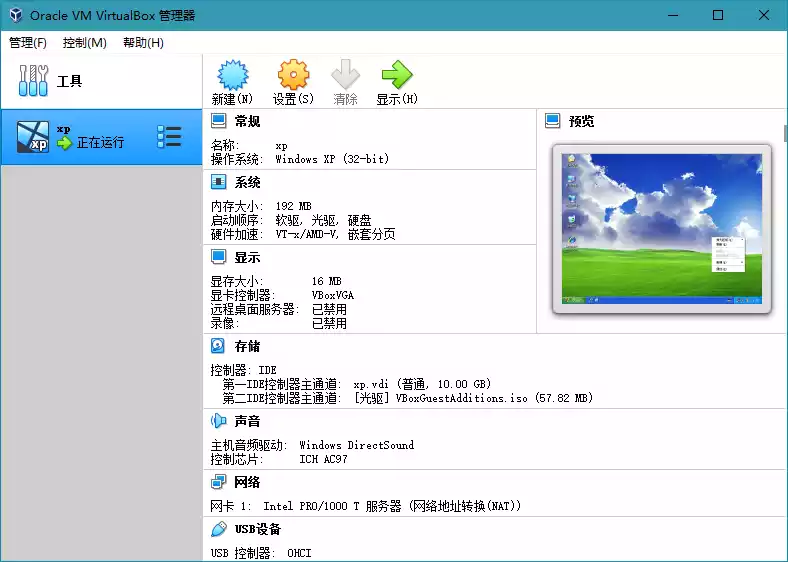 Oracle VM VirtualBox 管理器
管理(F) 控制(M) 帮助(H)
工具
新建(N) 设置(S) 清除 显示(H)
xp
正在运行
xp
常规
名称: xp
操作系统: Windows XP (32-bit)
系统
内存大小: 192 MB
启动顺序: 软驱, 光驱, 硬盘
硬件加速: VT-x/AMD-V, 嵌套分页
显示
显存大小: 16 MB
显卡控制器: VBoxVGA
远程桌面服务器: 已禁用
录像: 已禁用
预览
存储
控制器: IDE
第一IDE控制器主通道: xp.vdi (普通, 10.00 GB)
第二IDE控制器主通道: [光驱] VBoxGuestAdditions.iso (57.82 MB)
声音
主机音频驱动: Windows DirectSound
控制芯片: ICH AC97
网络
网卡 1: Intel PRO/1000 T 服务器 (网络地址转换(NAT))
USB设备
USB 控制器: OHCI